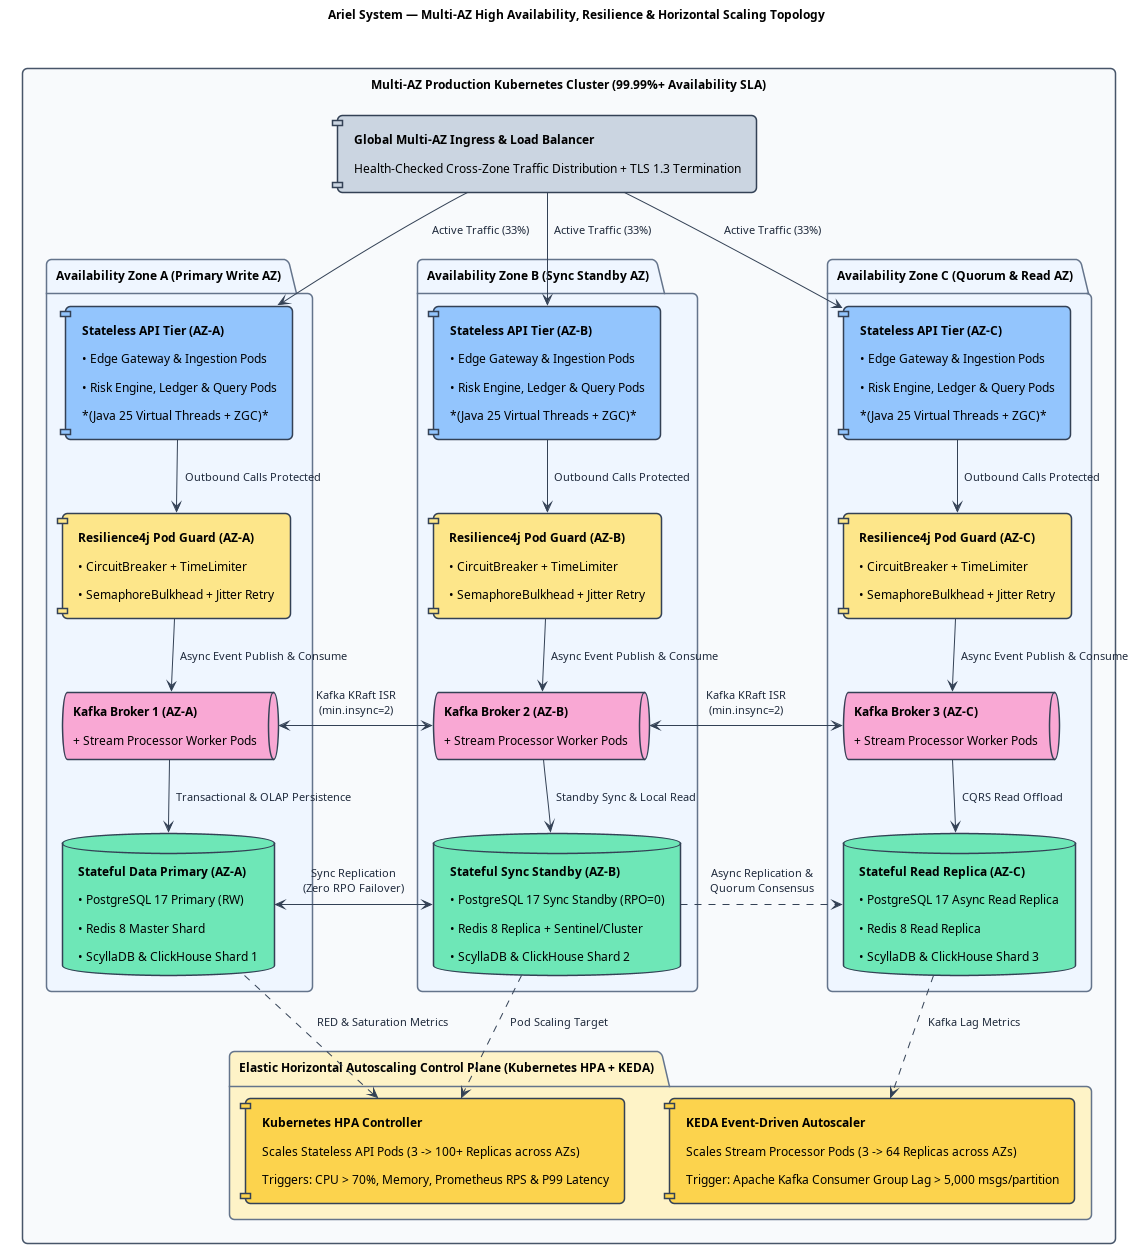 Ariel System — Multi-AZ High Availability, Resilience & Horizontal Scaling Topology
Multi-AZ Production Kubernetes Cluster (99.99%+ Availability SLA)
Global Multi-AZ Ingress & Load Balancer
Health-Checked Cross-Zone Traffic Distribution + TLS 1.3 Termination
Active Traffic (33%)
Active Traffic (33%)
Active Traffic (33%)
Availability Zone A (Primary Write AZ)
Stateless API Tier (AZ-A)
• Edge Gateway & Ingestion Pods
• Risk Engine, Ledger & Query Pods
*(Java 25 Virtual Threads + ZGC)*
Outbound Calls Protected
Resilience4j Pod Guard (AZ-A)
• CircuitBreaker + TimeLimiter
• SemaphoreBulkhead + Jitter Retry
Async Event Publish & Consume
Kafka Broker 1 (AZ-A)
+ Stream Processor Worker Pods
Transactional & OLAP Persistence
Stateful Data Primary (AZ-A)
• PostgreSQL 17 Primary (RW)
• Redis 8 Master Shard
• ScyllaDB & ClickHouse Shard 1
Kafka KRaft ISR
(min.insync=2)
Sync Replication
(Zero RPO Failover)
Availability Zone B (Sync Standby AZ)
Stateless API Tier (AZ-B)
• Edge Gateway & Ingestion Pods
• Risk Engine, Ledger & Query Pods
*(Java 25 Virtual Threads + ZGC)*
Outbound Calls Protected
Resilience4j Pod Guard (AZ-B)
• CircuitBreaker + TimeLimiter
• SemaphoreBulkhead + Jitter Retry
Async Event Publish & Consume
Kafka Broker 2 (AZ-B)
+ Stream Processor Worker Pods
Standby Sync & Local Read
Stateful Sync Standby (AZ-B)
• PostgreSQL 17 Sync Standby (RPO=0)
• Redis 8 Replica + Sentinel/Cluster
• ScyllaDB & ClickHouse Shard 2
Kafka KRaft ISR
(min.insync=2)
Async Replication &
Quorum Consensus
Availability Zone C (Quorum & Read AZ)
Stateless API Tier (AZ-C)
• Edge Gateway & Ingestion Pods
• Risk Engine, Ledger & Query Pods
*(Java 25 Virtual Threads + ZGC)*
Outbound Calls Protected
Resilience4j Pod Guard (AZ-C)
• CircuitBreaker + TimeLimiter
• SemaphoreBulkhead + Jitter Retry
Async Event Publish & Consume
Kafka Broker 3 (AZ-C)
+ Stream Processor Worker Pods
CQRS Read Offload
Stateful Read Replica (AZ-C)
• PostgreSQL 17 Async Read Replica
• Redis 8 Read Replica
• ScyllaDB & ClickHouse Shard 3
RED & Saturation Metrics
Pod Scaling Target
Kafka Lag Metrics
Elastic Horizontal Autoscaling Control Plane (Kubernetes HPA + KEDA)
Kubernetes HPA Controller
Scales Stateless API Pods (3 -> 100+ Replicas across AZs)
Triggers: CPU > 70%, Memory, Prometheus RPS & P99 Latency
KEDA Event-Driven Autoscaler
Scales Stream Processor Pods (3 -> 64 Replicas across AZs)
Trigger: Apache Kafka Consumer Group Lag > 5,000 msgs/partition